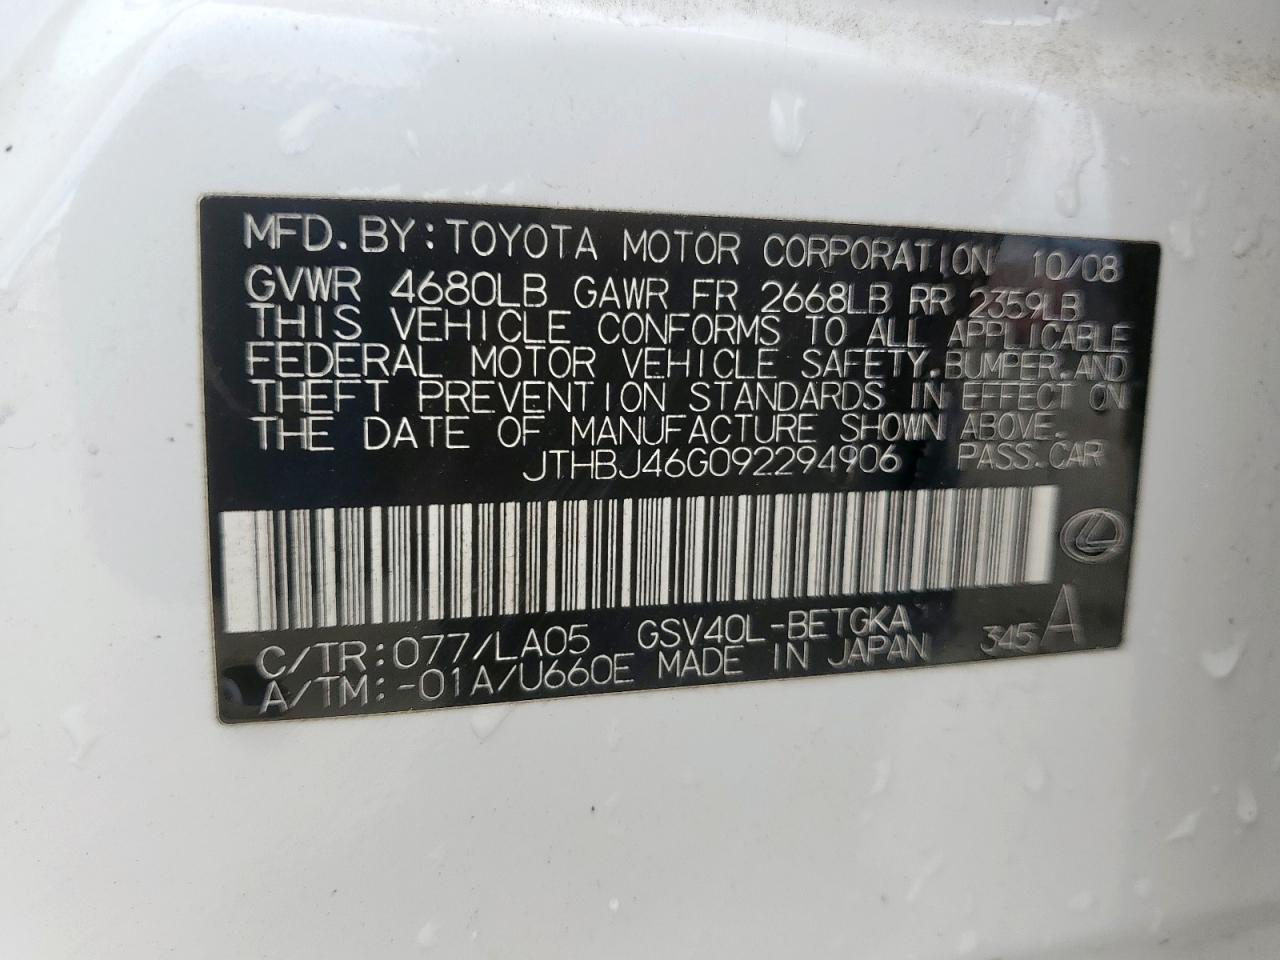 MFD. BY: TOYOTA MOTOR CORPORATION 10/08
GVWR 4680LB GAWR FR 2668LB RR 2359LB
THIS VEHICLE CONFORMS TO ALL APPLICABLE
FEDERAL MOTOR VEHICLE SAFETY, BUMPER, AND
THEFT PREVENTION STANDARDS IN EFFECT ON
THE DATE OF MANUFACTURE SHOWN ABOVE.
JTHBJ46G092294906 PASS. CAR
C/TR: 077/LA05 GSV40L-BETGKA 345 A
A/TM: -01A/U660E MADE IN JAPAN